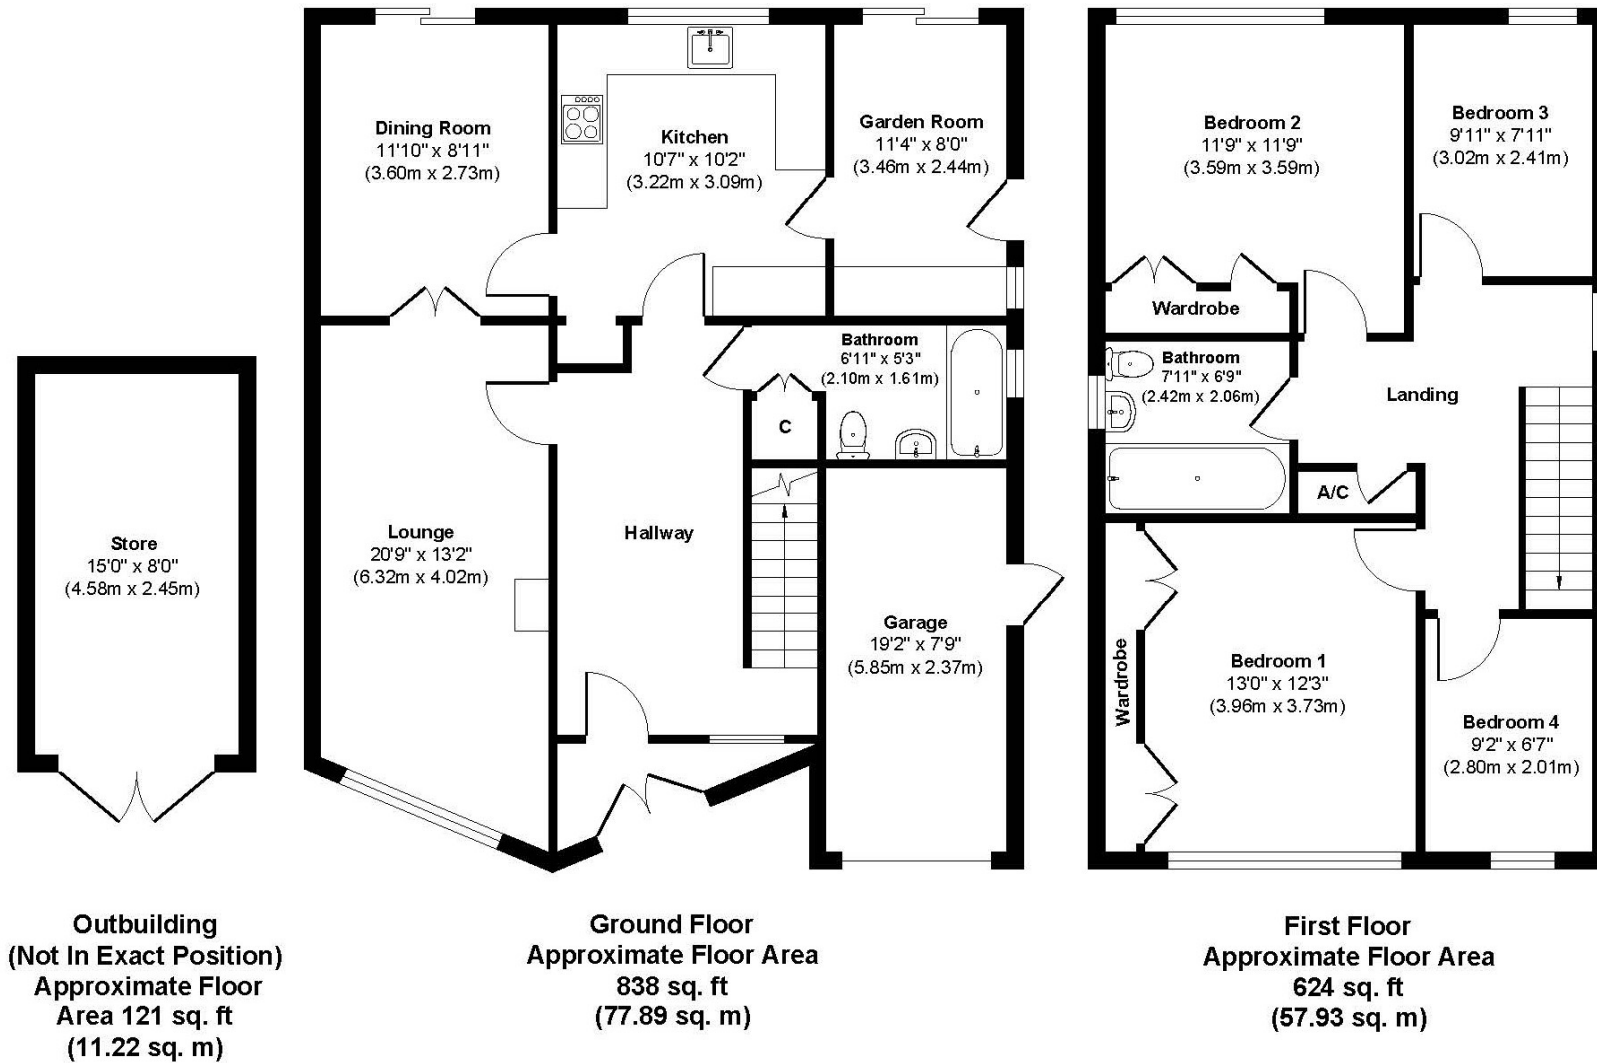 Dining Room
11'10" x 8'11"
(3.60m x 2.73m)
Kitchen
10'7" x 10'2"
(3.22m x 3.09m)
Garden Room
11'4" x 8'0"
(3.46m x 2.44m)
Bedroom 2
11'9" x 11'9"
(3.59m x 3.59m)
Bedroom 3
9'11" x 7'11"
(3.02m x 2.41m)
Wardrobe
Bathroom
6'11" x 5'3"
(2.10m x 1.61m)
Bathroom
7'11" x 6'9"
(2.42m x 2.06m)
Landing
C
A/C
Store
15'0" x 8'0"
(4.58m x 2.45m)
Lounge
20'9" x 13'2"
(6.32m x 4.02m)
Hallway
Garage
19'2" x 7'9"
(5.85m x 2.37m)
Wardrobe
Bedroom 1
13'0" x 12'3"
(3.96m x 3.73m)
Bedroom 4
9'2" x 6'7"
(2.80m x 2.01m)
Outbuilding
(Not In Exact Position)
Approximate Floor
Area 121 sq. ft
(11.22 sq. m)
Ground Floor
Approximate Floor Area
838 sq. ft
(77.89 sq. m)
First Floor
Approximate Floor Area
624 sq. ft
(57.93 sq. m)